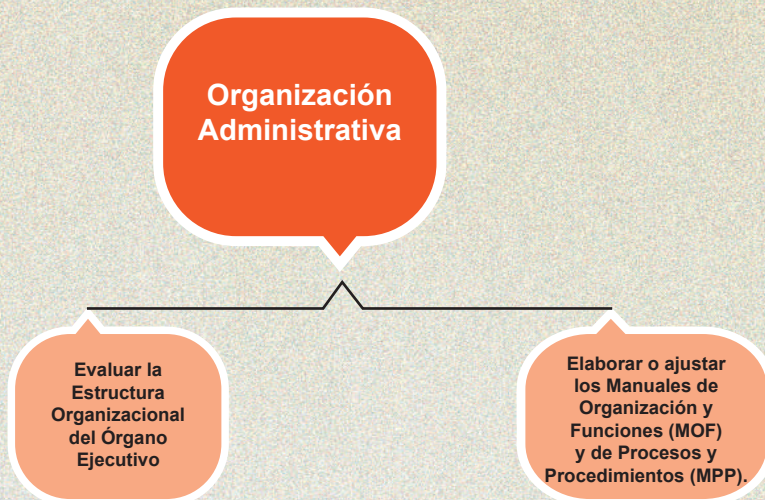 Organización
Administrativa
Evaluar la
Estructura
Organizacional
del Órgano
Ejecutivo
Elaborar o ajustar
los Manuales de
Organización y
Funciones (MOF)
y de Procesos y
Procedimientos (MPP).